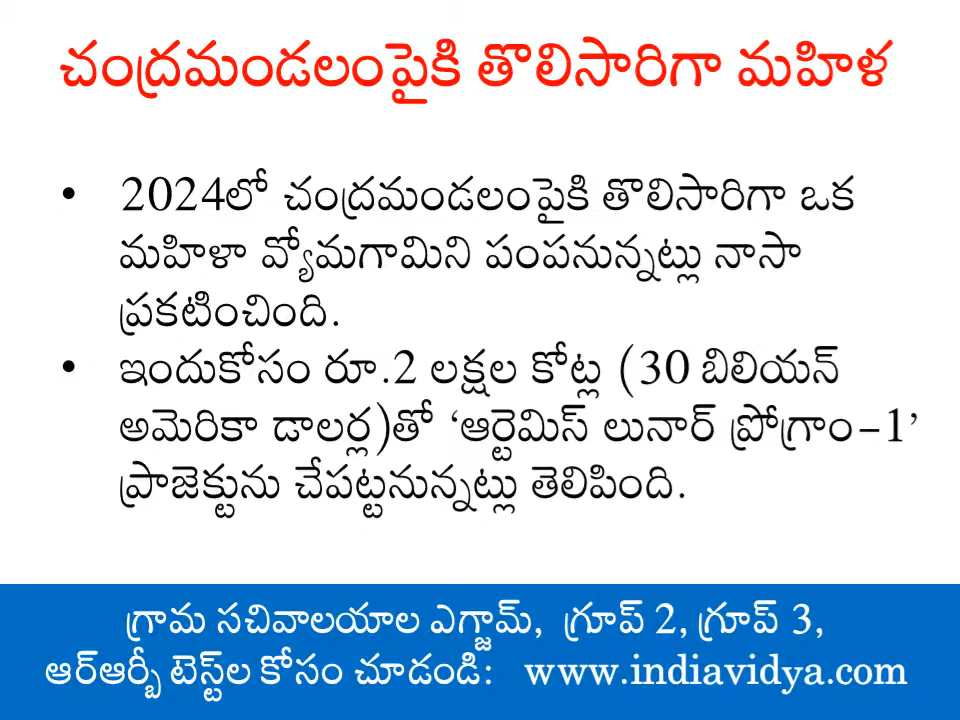 చంద్రమండలంపైకి తొలిసారిగా మహిళ
• 2024లో చంద్రమండలంపైకి తొలిసారిగా ఒక
మహిళా వ్యోమగామిని పంపనున్నట్లు నాసా
ప్రకటించింది.
• ఇందుకోసం రూ.2 లక్షల కోట్ల (30 బిలియన్
అమెరికా డాలర్ల)తో ‘ఆర్టెమిస్ లునార్ ప్రోగ్రాం-1’
ప్రాజెక్టును చేపట్టనున్నట్లు తెలిపింది.
గ్రామ సచివాలయాల ఎగ్జామ్, గ్రూప్ 2, గ్రూప్ 3,
ఆర్ఆర్బీ టెస్ట్‌ల కోసం చూడండి: www.indiavidya.com